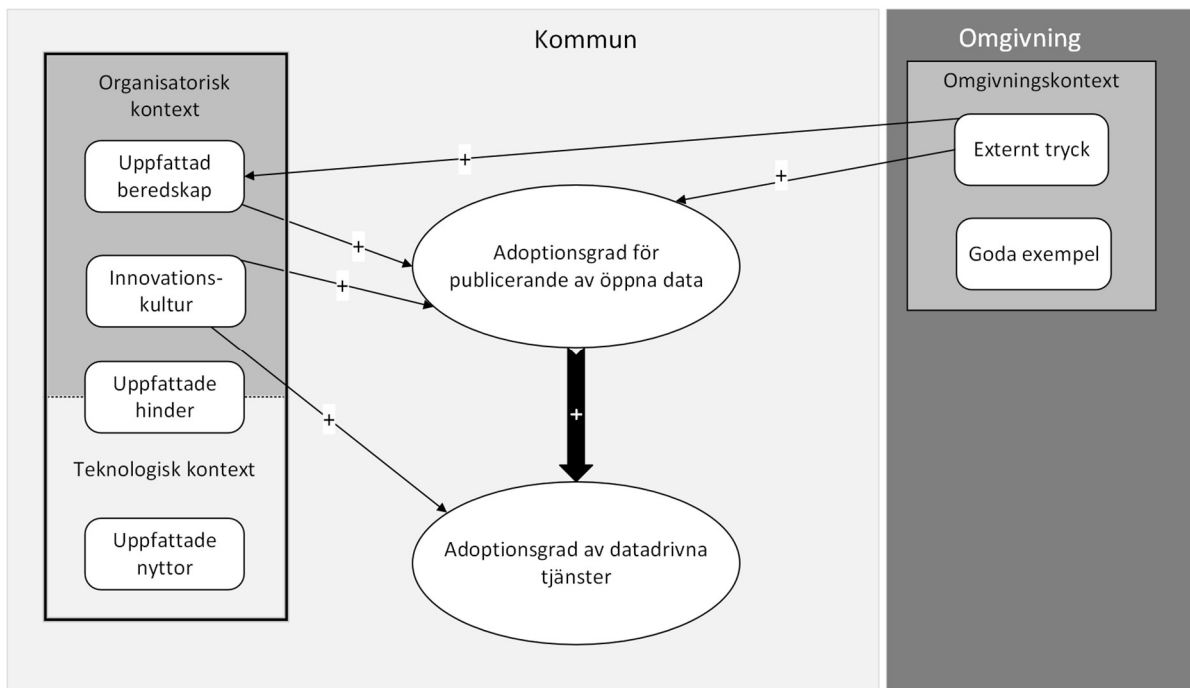 Kommun
Omgivning
Organisatorisk
kontext
Omgivningskontext
Uppfattad
beredskap
+
+
Externt tryck
+
Innovations-
kultur
+
Adoptionsgrad för
publicerande av öppna data
Goda exempel
Uppfattade
hinder
+
+
Teknologisk kontext
Uppfattade
nyttor
Adoptionsgrad av datadrivna
tjänster